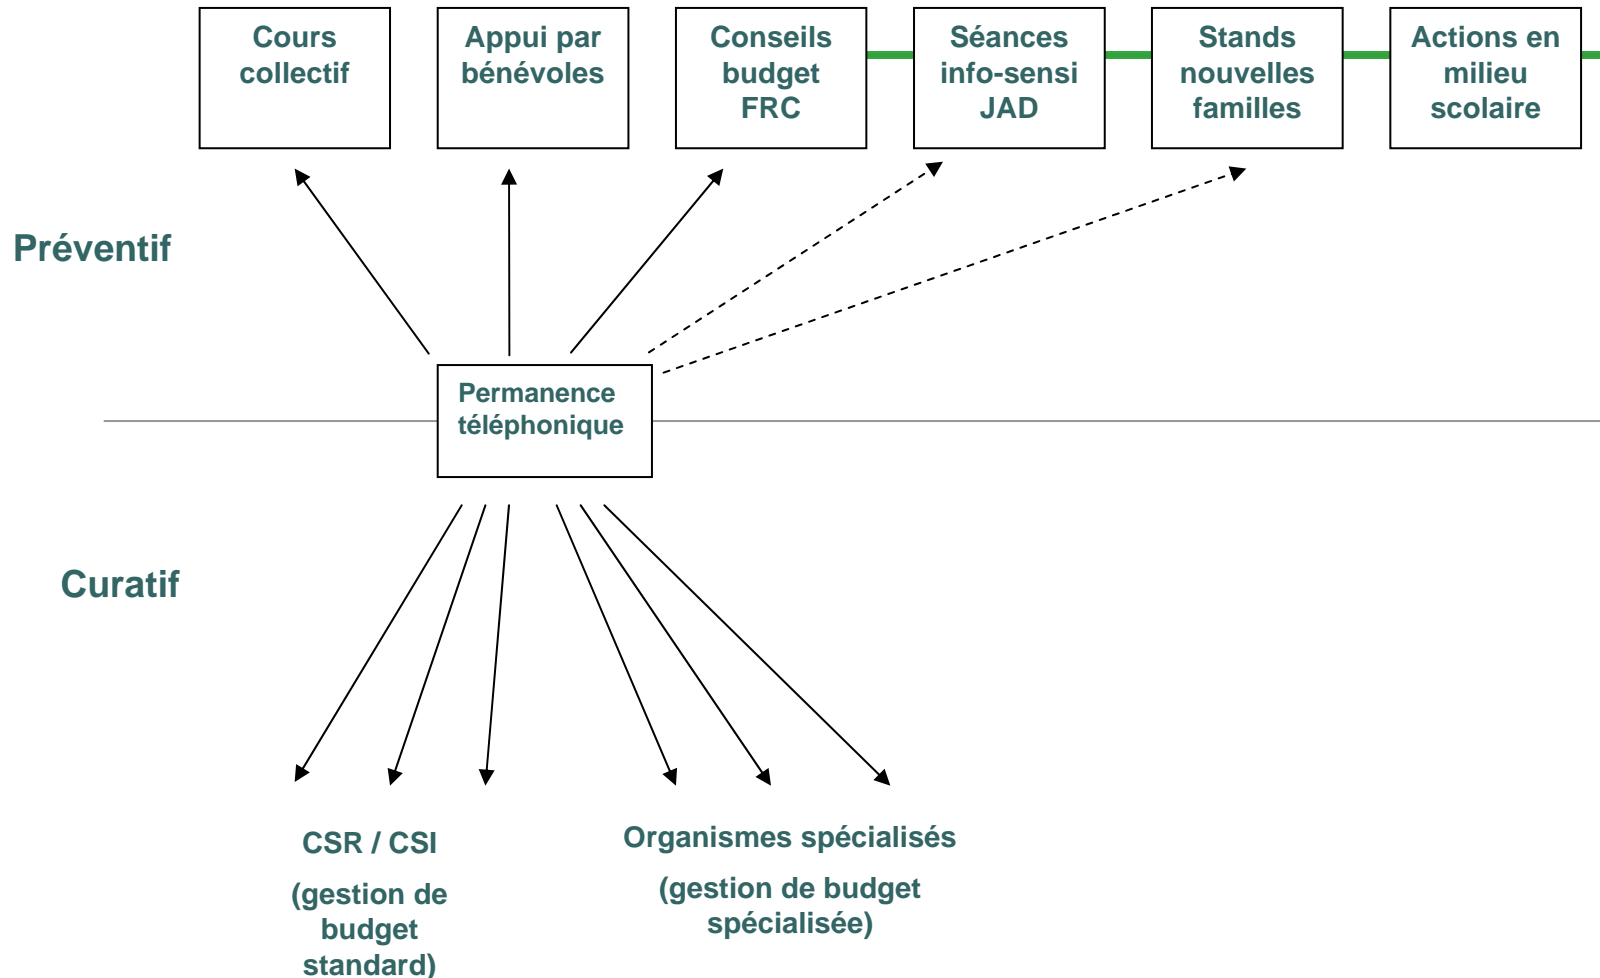 Cours
collectif
Appui par
bénévoles
Conseils
budget
FRC
Séances
info-sensi
JAD
Stands
nouvelles
familles
Actions en
milieu
scolaire
Préventif
Permanence
téléphonique
Curatif
CSR / CSI
(gestion de
budget
standard)
Organismes spécialisés
(gestion de budget
spécialisée)